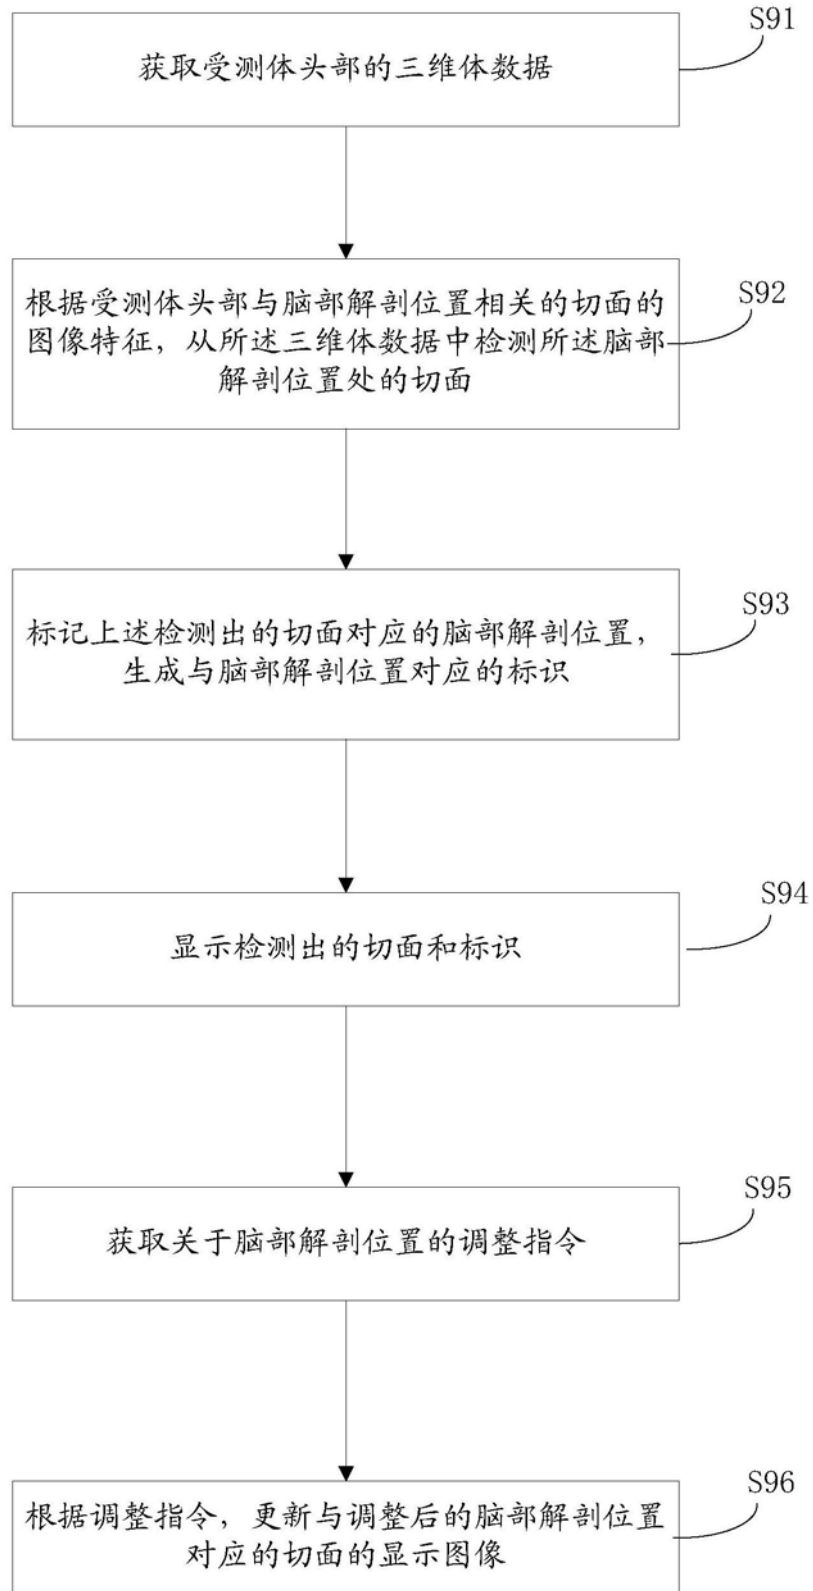 S91
获取受测体头部的三维体数据
S92
根据受测体头部与脑部解剖位置相关的切面的
图像特征，从所述三维体数据中检测所述脑部
解剖位置处的切面
S93
标记上述检测出的切面对应的脑部解剖位置，
生成与脑部解剖位置对应的标识
S94
显示检测出的切面和标识
S95
获取关于脑部解剖位置的调整指令
S96
根据调整指令，更新与调整后的脑部解剖位置
对应的切面的显示图像